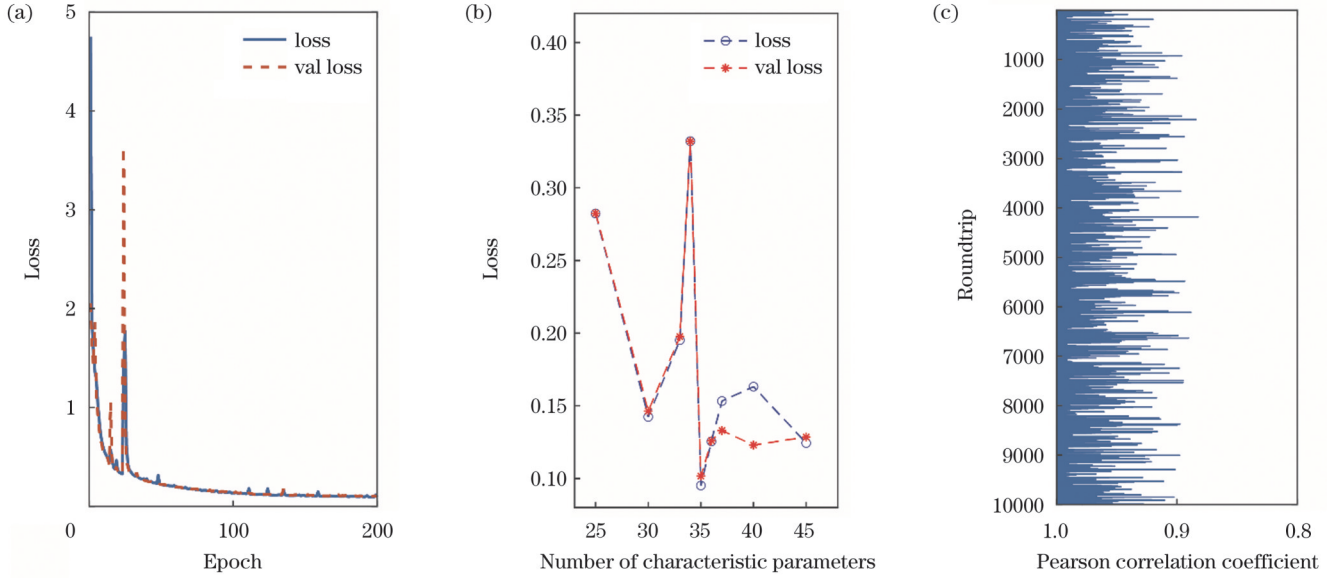 (a)
5
4
3
2
1
0
100
200
Loss
Epoch
loss
val loss
(b)
0.40
0.35
0.30
0.25
0.20
0.15
0.10
25
30
35
40
45
Loss
Number of characteristic parameters
loss
val loss
(c)
1000
2000
3000
4000
5000
6000
7000
8000
9000
10000
1.0
0.9
0.8
Roundtrip
Pearson correlation coefficient